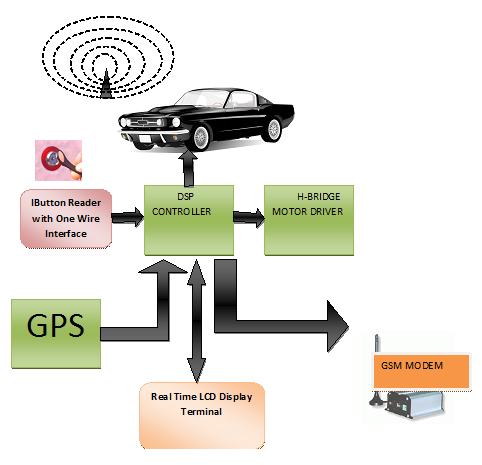 IButton Reader
with One Wire
Interface
DSP
CONTROLLER
H-BRIDGE
MOTOR DRIVER
GPS
GSM MODEM
Real Time LCD Display
Terminal